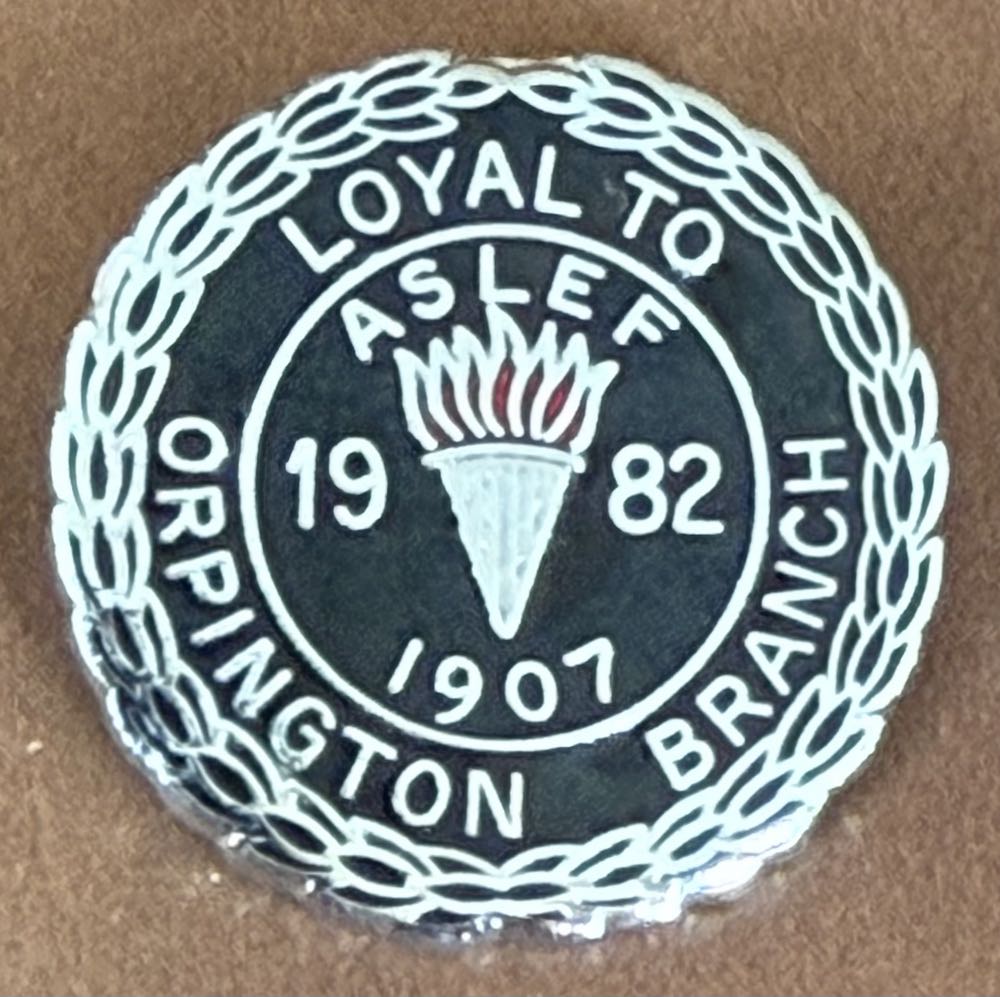 LOYAL TO
ASLEF
19 82
1907
ORPINGTON BRANCH